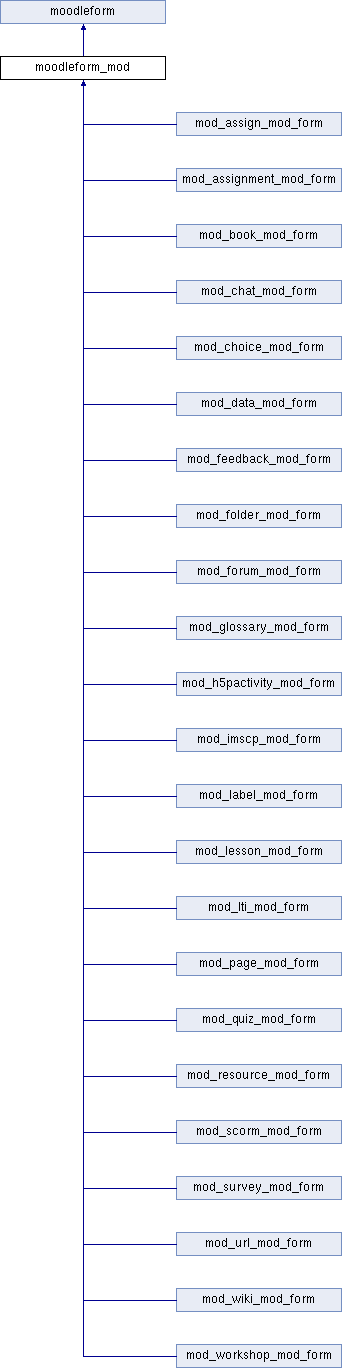 moodleform
moodleform_mod
mod_assign_mod_form
mod_assignment_mod_form
mod_book_mod_form
mod_chat_mod_form
mod_choice_mod_form
mod_data_mod_form
mod_feedback_mod_form
mod_folder_mod_form
mod_forum_mod_form
mod_glossary_mod_form
mod_h5pactivity_mod_form
mod_imscp_mod_form
mod_label_mod_form
mod_lesson_mod_form
mod_lti_mod_form
mod_page_mod_form
mod_quiz_mod_form
mod_resource_mod_form
mod_scorm_mod_form
mod_survey_mod_form
mod_url_mod_form
mod_wiki_mod_form
mod_workshop_mod_form